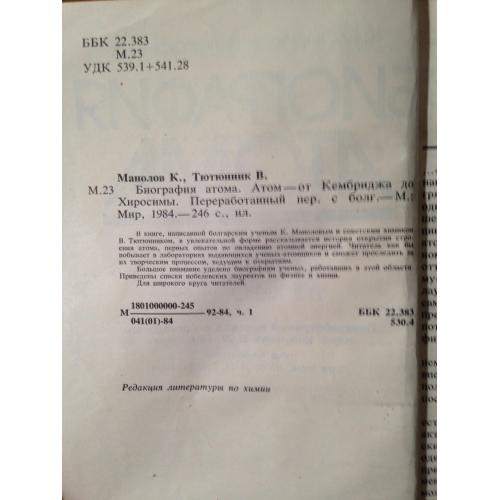 ББК 22.383
М.23
УДК 539.1+541.28
Манолов К., Тютюнник В.
М.23 Биография атома. Атом—от Кембриджа до
Хиросимы. Переработанный пер. с болг.—М.:
Мир, 1984.—246 с., ил.
В книге, написанной болгарским ученым К. Маноловым и советским химиком
В. Тютюнником, в увлекательной форме рассказывается история открытия стро-
ения атома, первых опытов по овладению атомной энергией. Читатель как бы
побывает в лабораториях выдающихся ученых-атомников и сможет проследить за
их творческим процессом, ведущим к открытиям.
Большое внимание уделено биографиям ученых, работавших в этой области.
Приведены списки нобелевских лауреатов по физике и химии.
Для широкого круга читателей.
М 1801000000-245
041(01)-84 92-84, ч. 1
ББК 22.383
530.4
Редакция литературы по химии